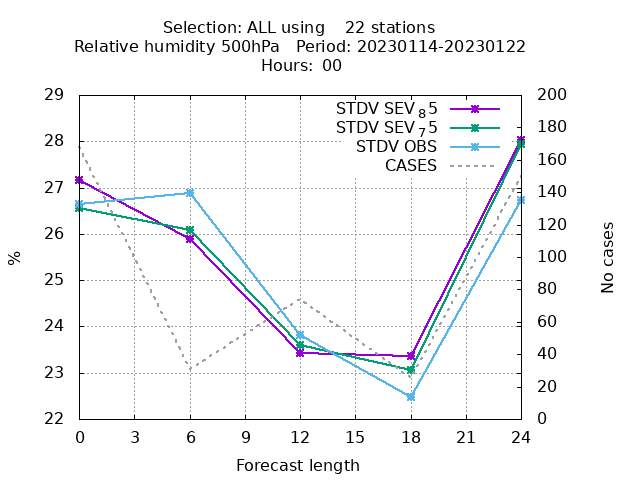 Selection: ALL using 22 stations
Relative humidity 500hPa Period: 20230114-20230122
Hours: 00
29
28
27
26
25
24
23
22
200
180
160
140
120
100
80
60
40
20
0
%
No cases
STDV SEV 8 5
STDV SEV 7 5
STDV OBS
CASES
0 3 6 9 12 15 18 21 24
Forecast length